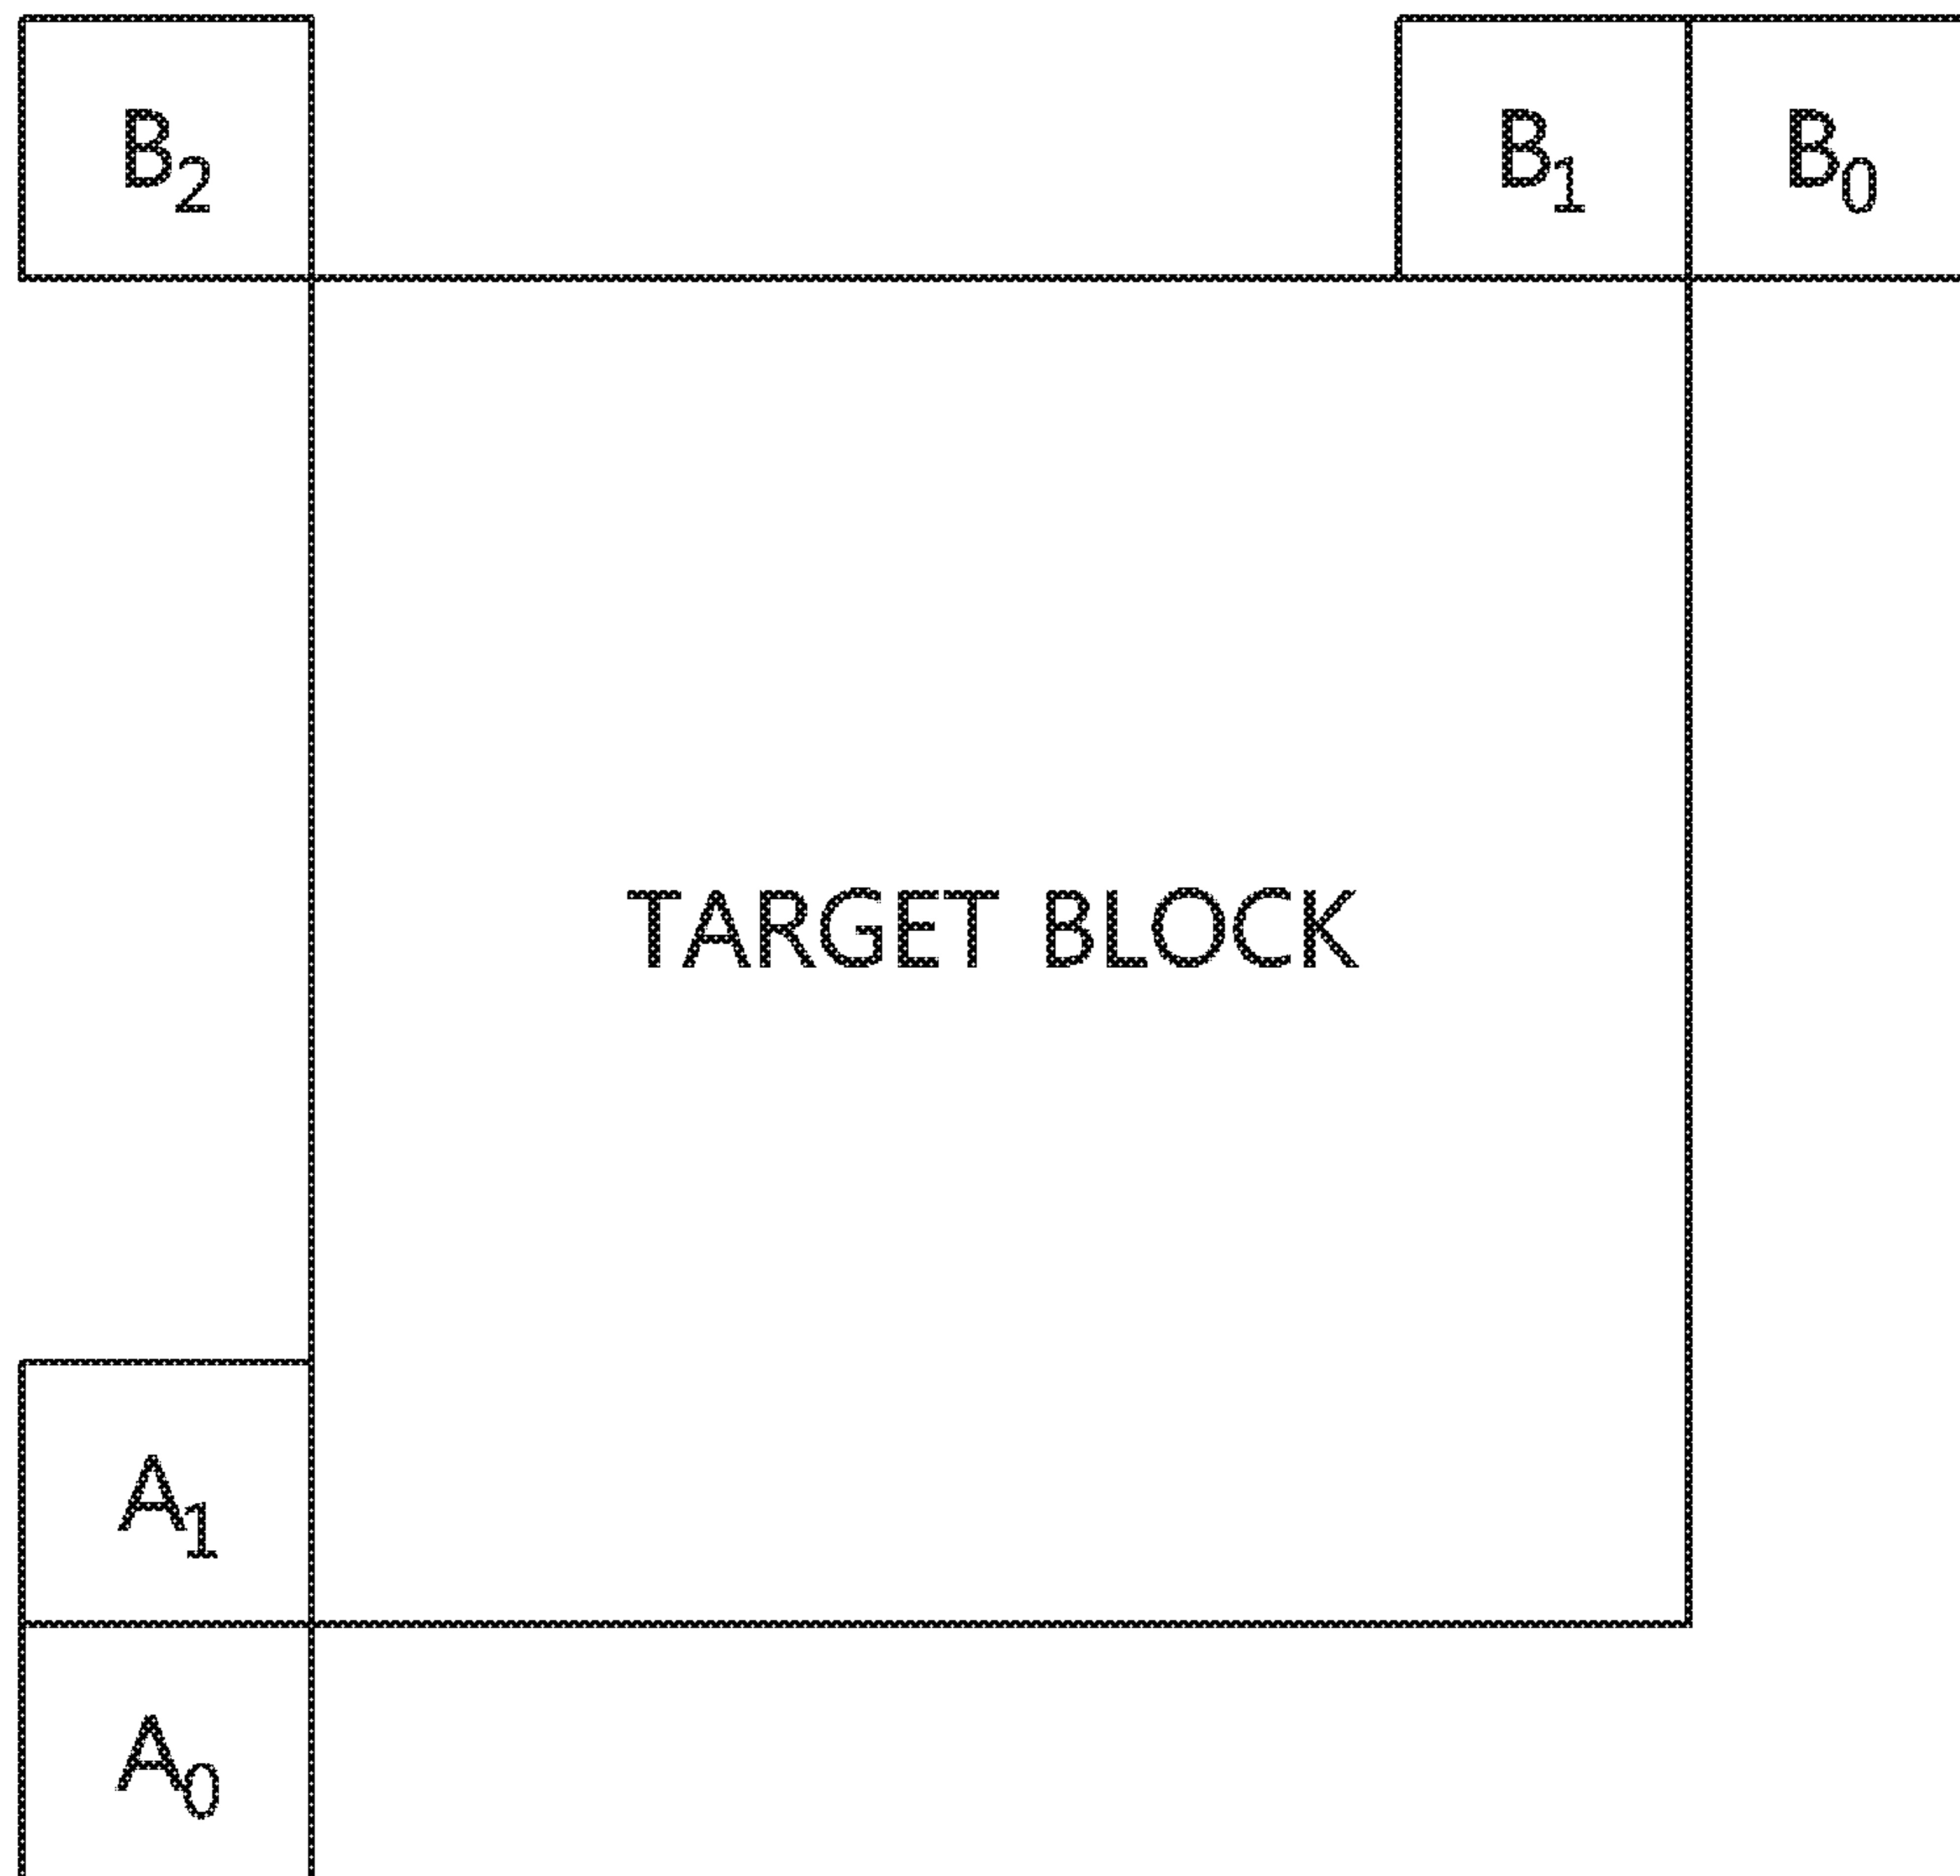 B₂
B₁
B₀
TARGET BLOCK
A₁
A₀